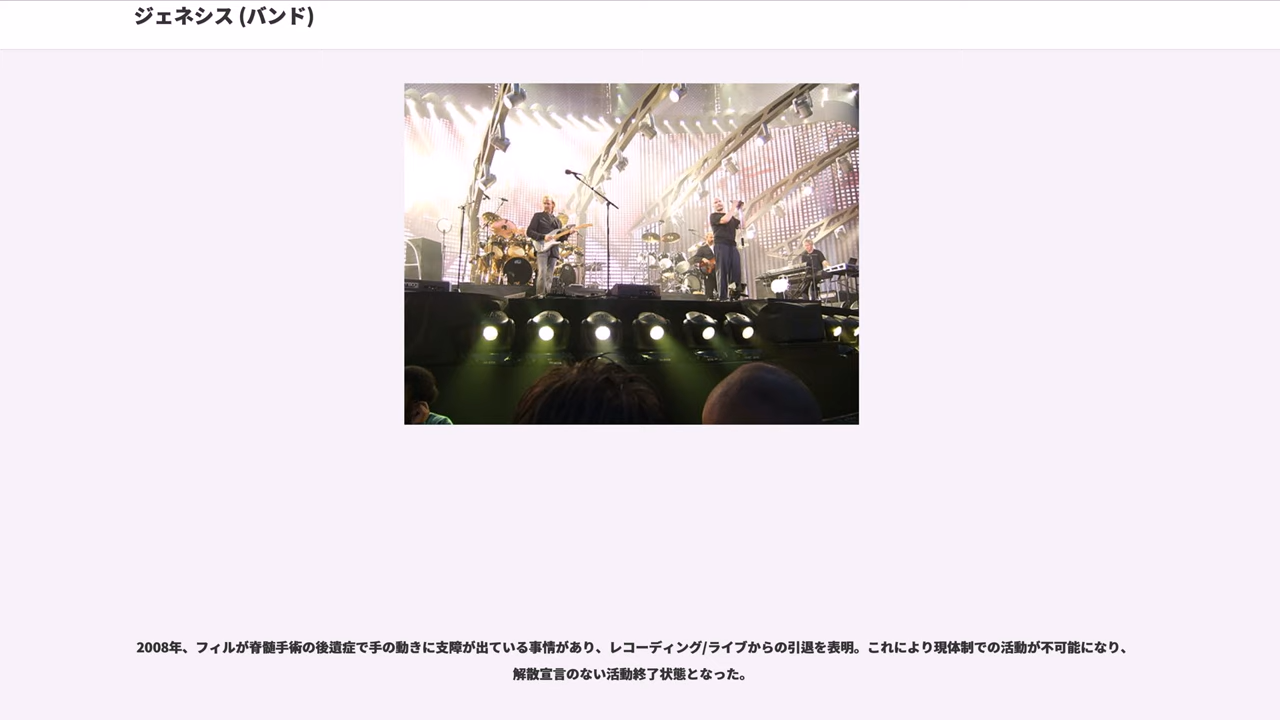 ジェネシス (バンド)
2008年、フィルが脊髄手術の後遺症で手の動きに支障が出ている事情があり、レコーディング/ライブからの引退を表明。これにより現体制での活動が不可能になり、
解散宣言のない活動終了状態となった。